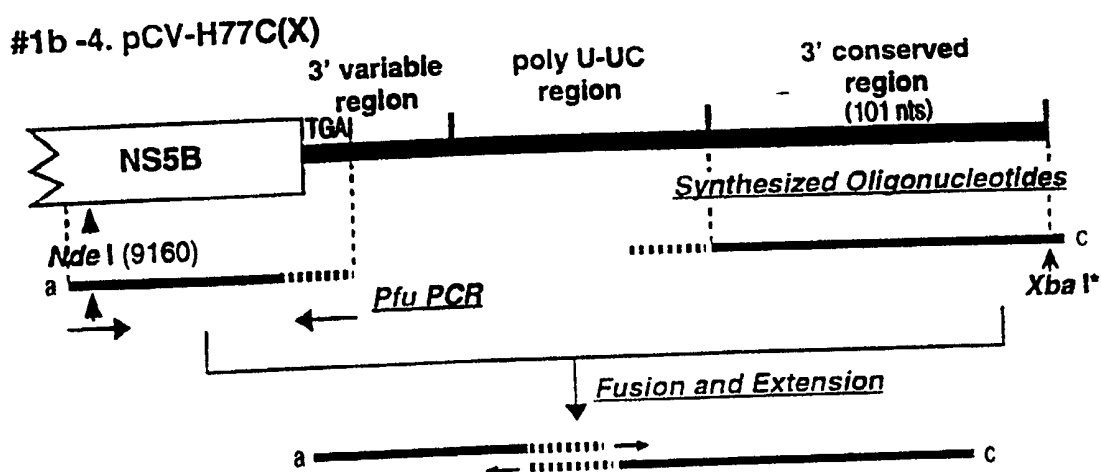 #1b -4. pCV-H77C(X)
3' variable
region
poly U-UC
region
3' conserved
region
(101 nts)
TGA
NS5B
Synthesized Oligonucleotides
Nde I (9160)
a
c
Xba I*
Pfu PCR
Fusion and Extension
a
c